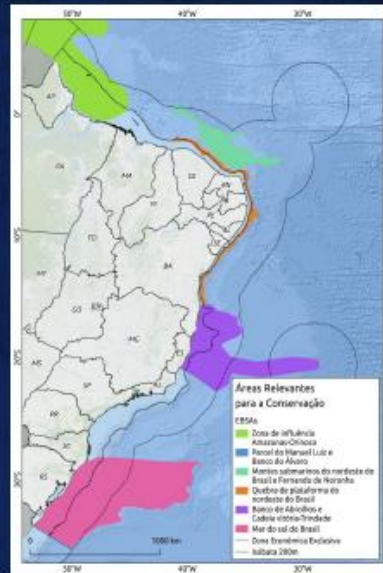 50°W 40°W 30°W
AP
0°
PA
MA
CE
RN
PI
PB
PE
AL
SE
10°S
TO
MT
BA
GO
MG
20°S
MS
ES
SP
RJ
PR
SC
30°S
RS
Áreas Relevantes
para a Conservação
EBSAs
Zona de influência
Amazonas-Orinoco
Parcel do Manuel Luiz e
Banco do Álvaro
Montes submarinos do nordeste do
Brasil e Fernando de Noronha
Quebra de plataforma do
nordeste do Brasil
Banco de Abrolhos e
Cadeia vitória-Trindade
Mar do sul do Brasil
Zona Econômica Exclusiva
Isóbata 200m
0 1000 km
50°W 40°W 30°W